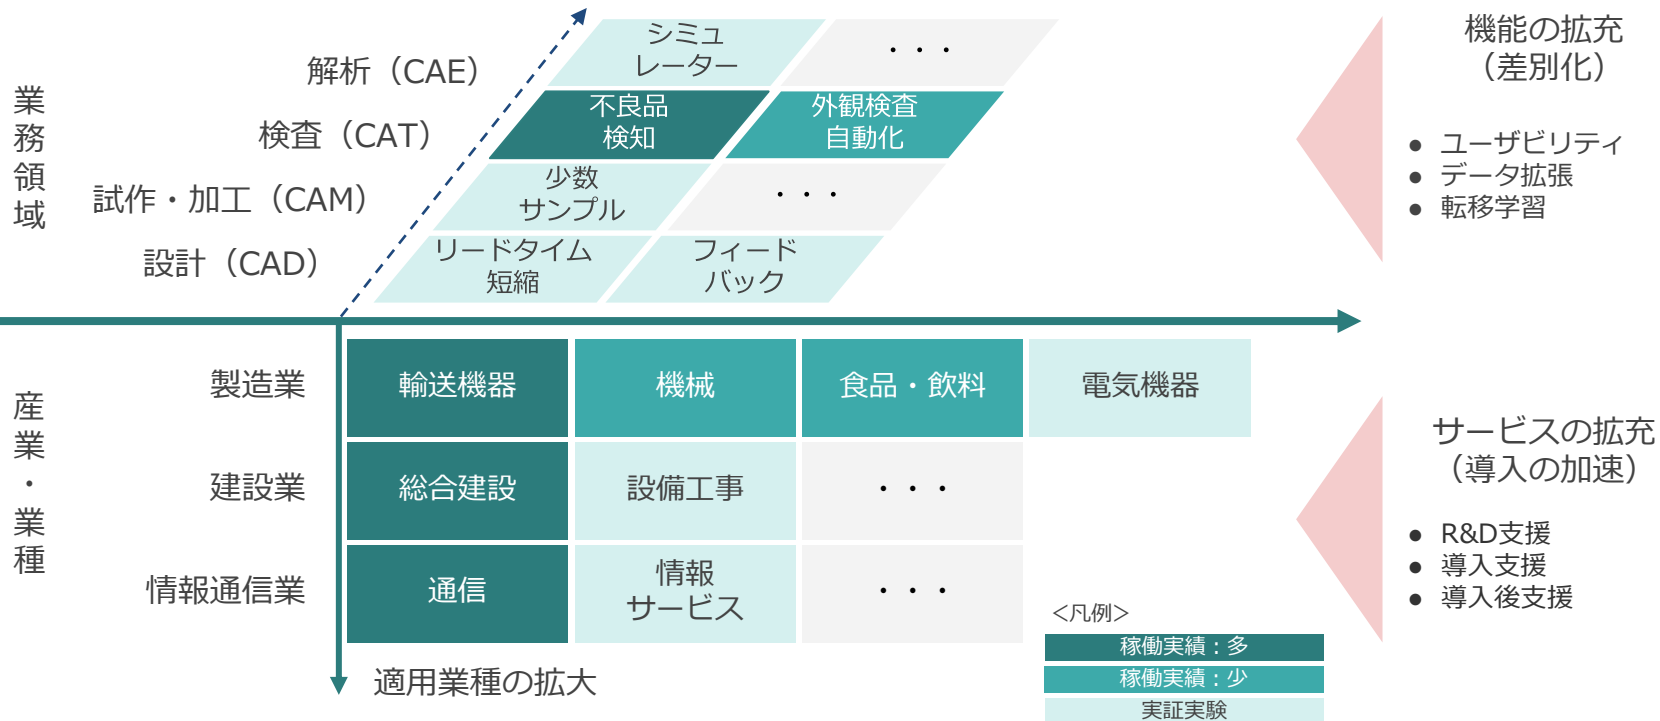 業務領域
解析（CAE）
シミュ
レーター
・・・
検査（CAT）
不良品
検知
外観検査
自動化
試作・加工（CAM）
少数
サンプル
・・・
設計（CAD）
リードタイム
短縮
フィード
バック
機能の拡充
（差別化）
● ユーザビリティ
● データ拡張
● 転移学習
産業・業種
製造業
輸送機器
機械
食品・飲料
電気機器
建設業
総合建設
設備工事
・・・
情報通信業
通信
情報
サービス
・・・
適用業種の拡大
サービスの拡充
（導入の加速）
● R&D支援
● 導入支援
● 導入後支援
＜凡例＞
稼働実績：多
稼働実績：少
実証実験